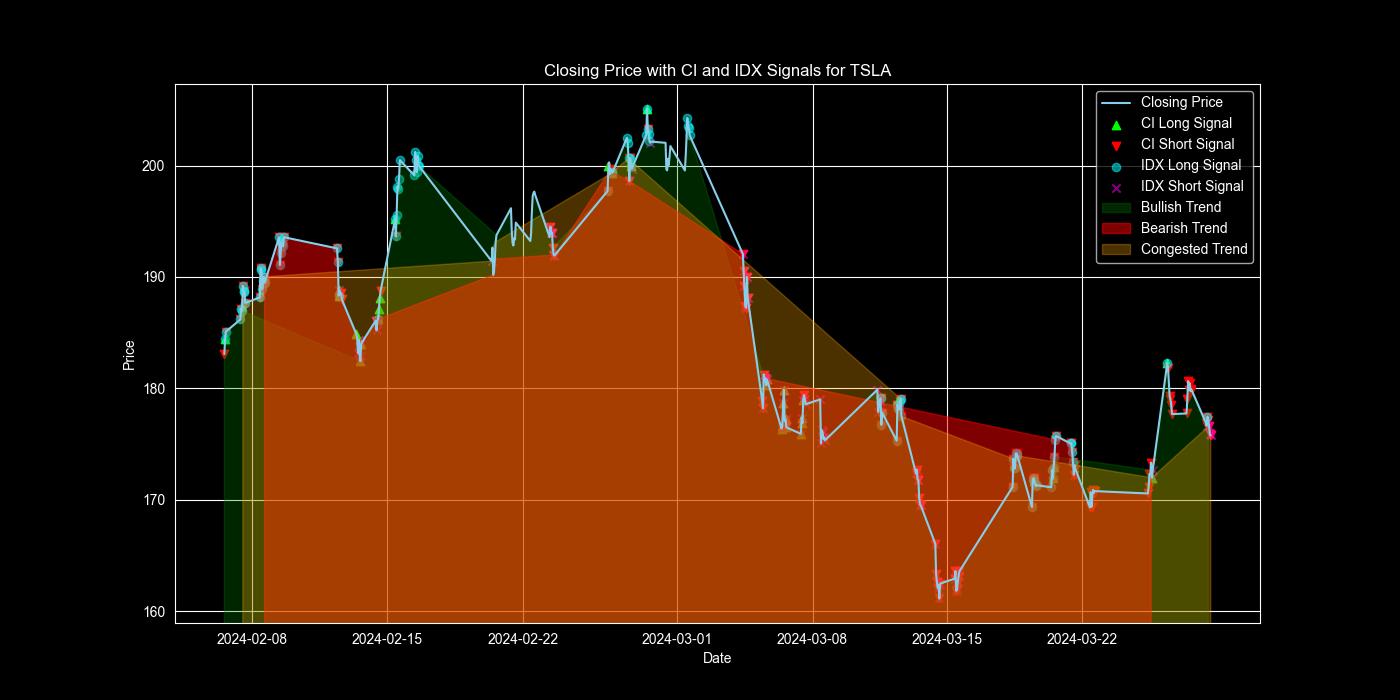 Closing Price with CI and IDX Signals for TSLA
Closing Price
CI Long Signal
CI Short Signal
IDX Long Signal
IDX Short Signal
Bullish Trend
Bearish Trend
Congested Trend
Price
200
190
180
170
160
2024-02-08
2024-02-15
2024-02-22
2024-03-01
2024-03-08
2024-03-15
2024-03-22
Date